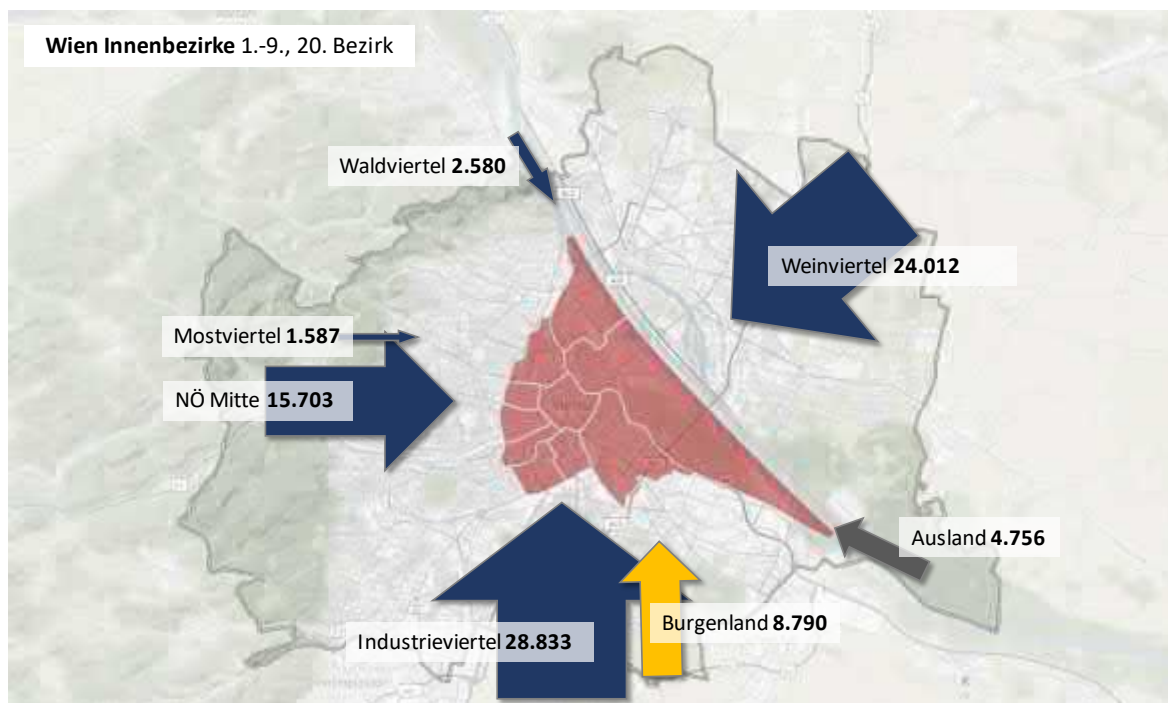 Wien Innenbezirke 1.-9., 20. Bezirk
Waldviertel 2.580
Weinviertel 24.012
Mostviertel 1.587
NÖ Mitte 15.703
Ausland 4.756
Burgenland 8.790
Industrieviertel 28.833